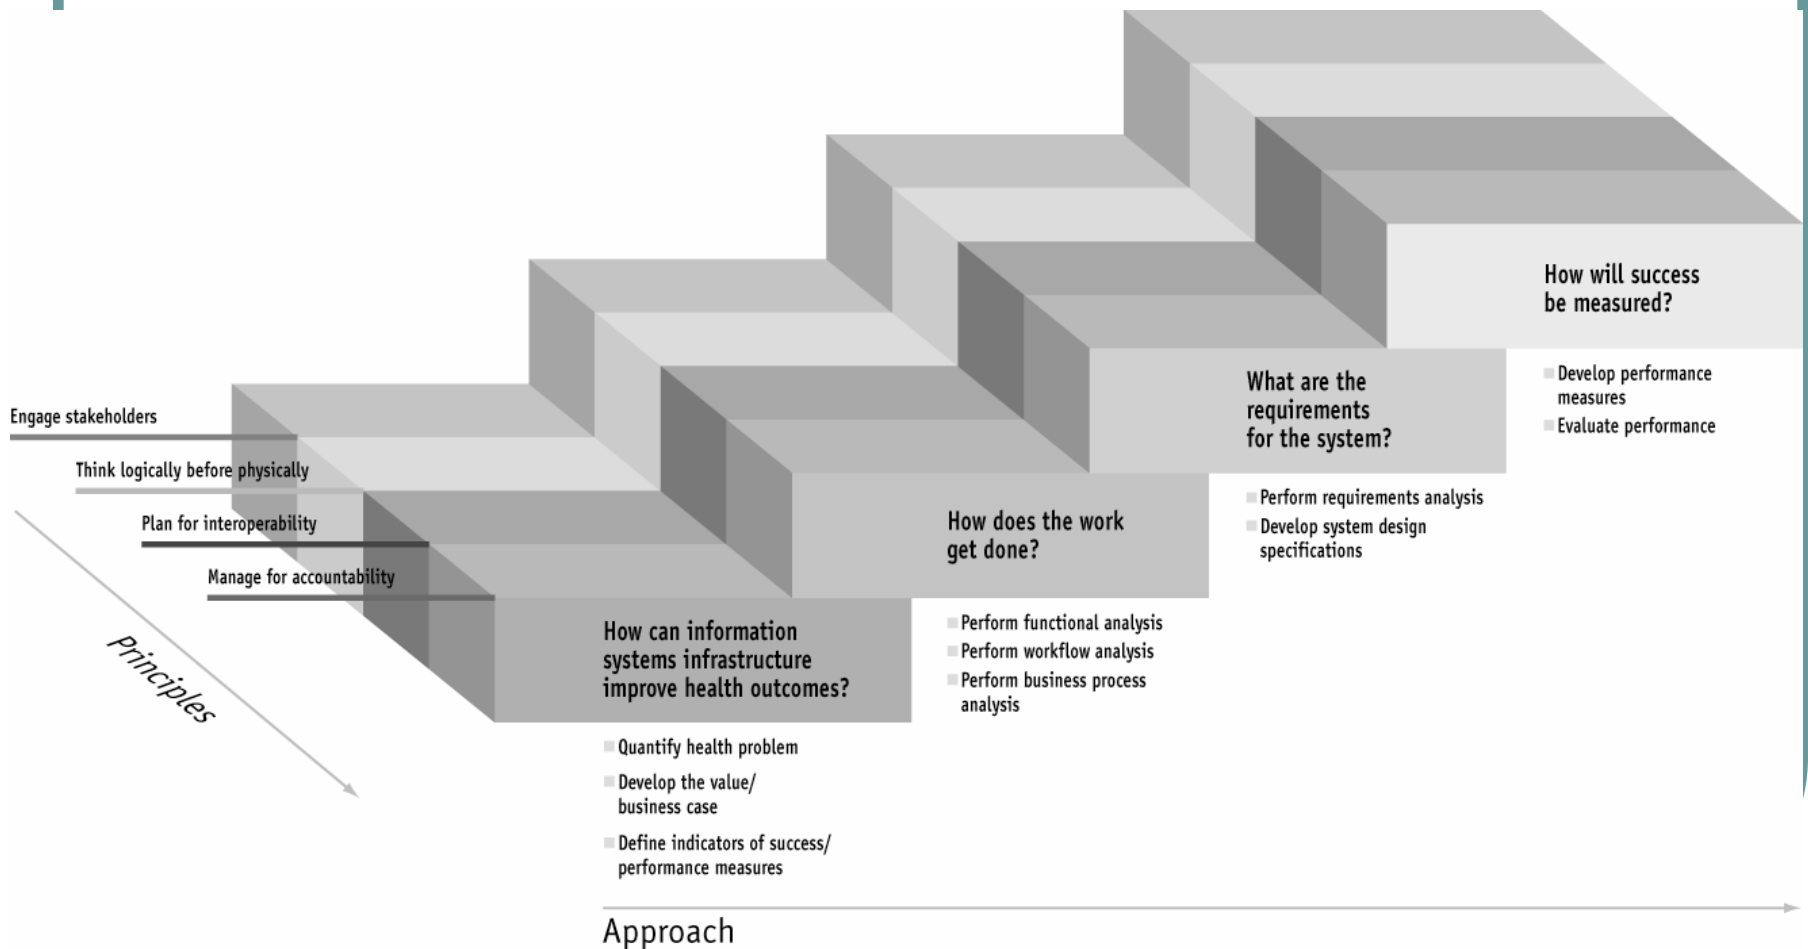 Engage stakeholders
Think logically before physically
Plan for interoperability
Manage for accountability
Principles
How can information
systems infrastructure
improve health outcomes?
Quantify health problem
Develop the value/
business case
Define indicators of success/
performance measures
How does the work
get done?
Perform functional analysis
Perform workflow analysis
Perform business process
analysis
What are the
requirements
for the system?
Perform requirements analysis
Develop system design
specifications
How will success
be measured?
Develop performance
measures
Evaluate performance
Approach